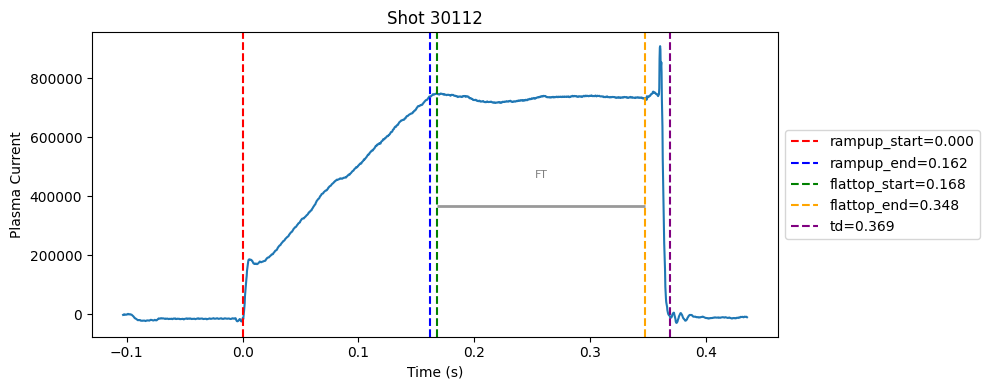 Shot 30112
Plasma Current
800000
600000
400000
200000
0
FT
−0.1
0.0
0.1
0.2
0.3
0.4
Time (s)
rampup_start=0.000
rampup_end=0.162
flattop_start=0.168
flattop_end=0.348
td=0.369